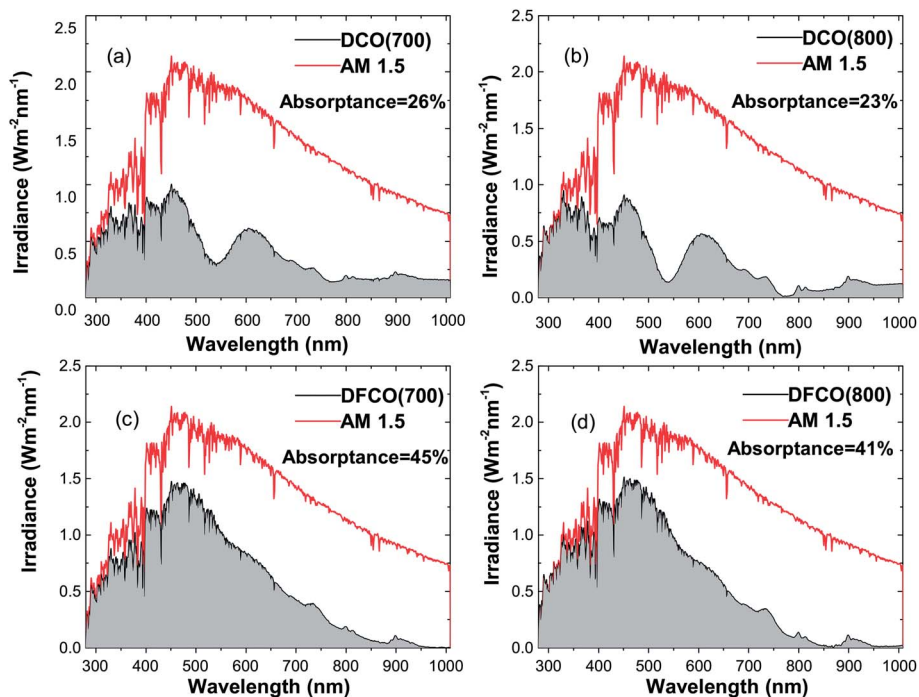 (a)
DCO(700)
AM 1.5
Absorptance=26%
Irradiance (Wm-2nm-1)
2.5
2.0
1.5
1.0
0.5
0.0
300 400 500 600 700 800 900 1000
Wavelength (nm)
(b)
DCO(800)
AM 1.5
Absorptance=23%
Irradiance (Wm-2nm-1)
2.5
2.0
1.5
1.0
0.5
0.0
300 400 500 600 700 800 900 1000
Wavelength (nm)
(c)
DFCO(700)
AM 1.5
Absorptance=45%
Irradiance (Wm-2nm-1)
2.5
2.0
1.5
1.0
0.5
0.0
300 400 500 600 700 800 900 1000
Wavelength (nm)
(d)
DFCO(800)
AM 1.5
Absorptance=41%
Irradiance (Wm-2nm-1)
2.5
2.0
1.5
1.0
0.5
0.0
300 400 500 600 700 800 900 1000
Wavelength (nm)